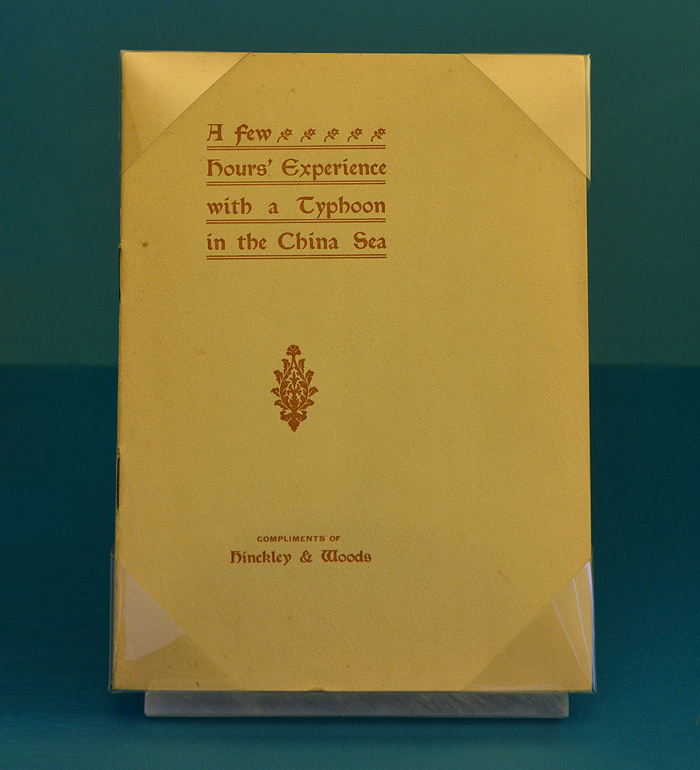 A few
Hours' Experience
with a Typhoon
in the China Sea
COMPLIMENTS OF
Hinckley & Woods